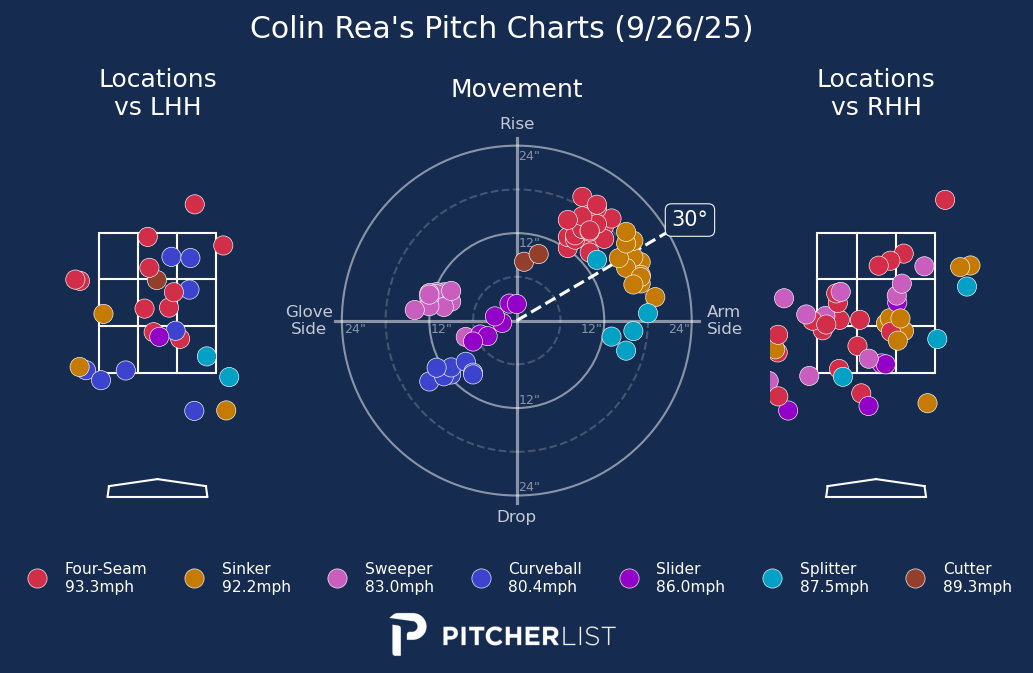 Colin Rea's Pitch Charts (9/26/25)
Locations
vs LHH
Movement
Locations
vs RHH
Rise
24"
30°
12"
Glove
Side
24"
12"
12"
24"
Arm
Side
12"
24"
Drop
Four-Seam
93.3mph
Sinker
92.2mph
Sweeper
83.0mph
Curveball
80.4mph
Slider
86.0mph
Splitter
87.5mph
Cutter
89.3mph
PITCHERLIST